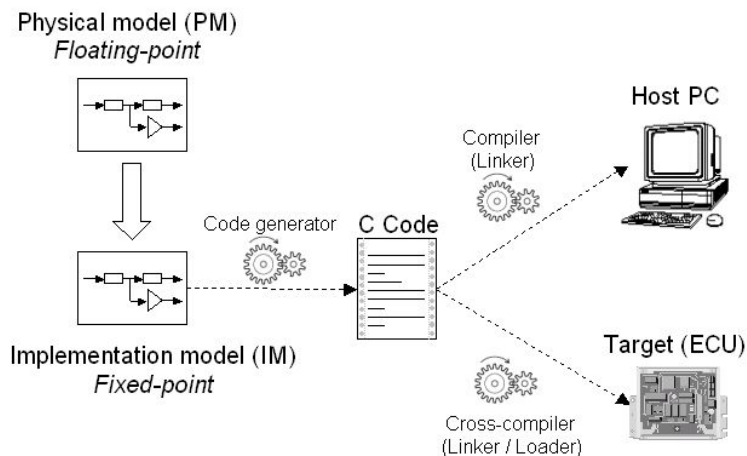 Physical model (PM)
Floating-point
Host PC
Compiler
(Linker)
Code generator
C Code
Implementation model (IM)
Fixed-point
Target (ECU)
Cross-compiler
(Linker / Loader)